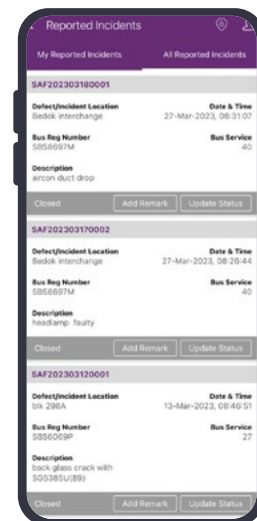 Reported Incidents
My Reported Incidents All Reported Incidents
SAF202303180001
Defect/Incident Location Date & Time
Bedok interchange 27-Mar-2023, 08:31:07
Bus Reg Number Bus Service
SBS8697M 40
Description
aircon duct drop
Closed Add Remark Update Status
SAF202303170002
Defect/Incident Location Date & Time
Bedok interchange 27-Mar-2023, 08:26:44
Bus Reg Number Bus Service
SBS8697M 40
Description
headlamp faulty
Closed Add Remark Update Status
SAF202303120001
Defect/Incident Location Date & Time
blk 298A 13-Mar-2023, 08:46:51
Bus Reg Number Bus Service
SBS6069P 27
Description
back glass crack with
SG5385U(89)
Closed Add Remark Update Status